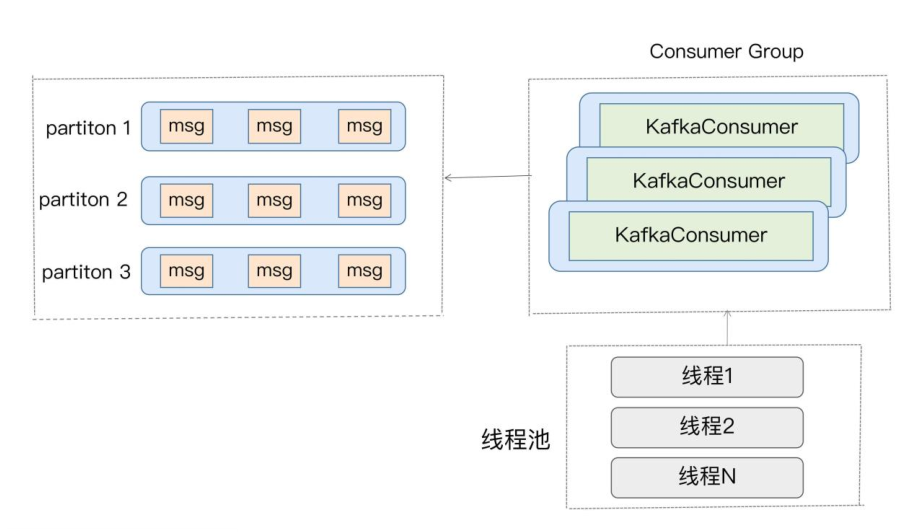 Consumer Group
partiton 1
msg msg msg
partiton 2
msg msg msg
partiton 3
msg msg msg
KafkaConsumer
KafkaConsumer
KafkaConsumer
线程池
线程1
线程2
线程N